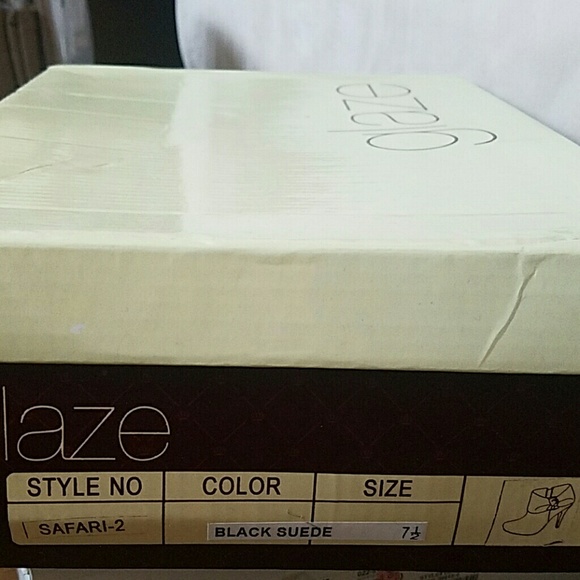 glaze
laze
STYLE NO COLOR SIZE
SAFARI-2 BLACK SUEDE 7½